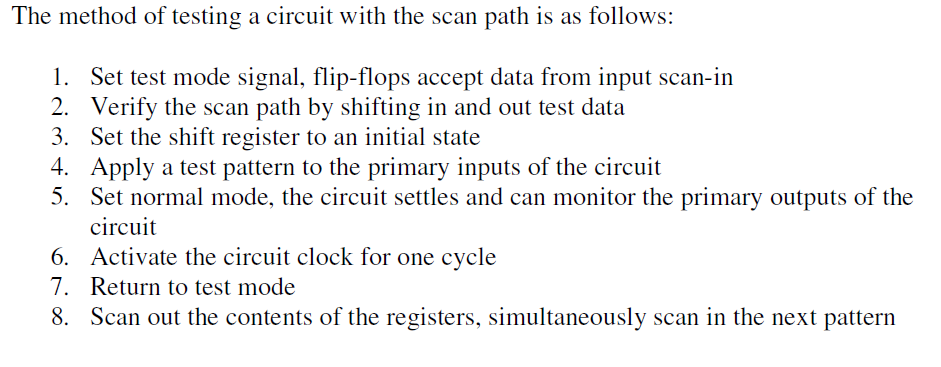 The method of testing a circuit with the scan path is as follows:
1. Set test mode signal, flip-flops accept data from input scan-in
2. Verify the scan path by shifting in and out test data
3. Set the shift register to an initial state
4. Apply a test pattern to the primary inputs of the circuit
5. Set normal mode, the circuit settles and can monitor the primary outputs of the
circuit
6. Activate the circuit clock for one cycle
7. Return to test mode
8. Scan out the contents of the registers, simultaneously scan in the next pattern